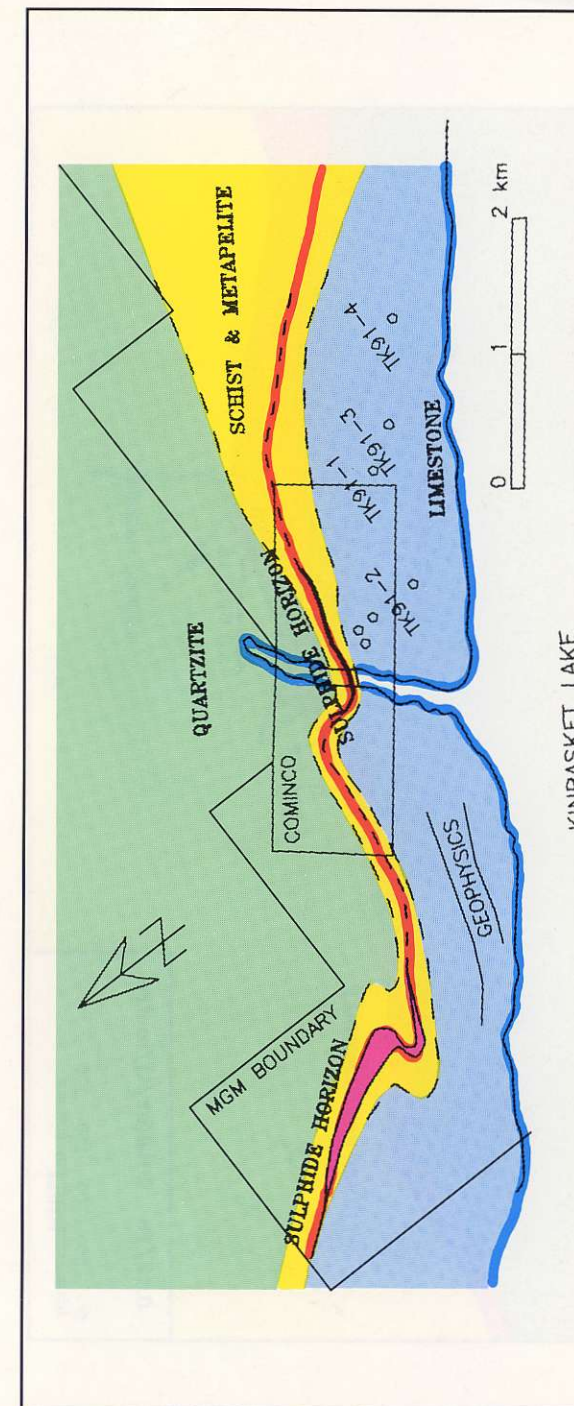 SCHIST & METAPELITE
QUARTZITE
SULPHIDE HORIZON
COMINCO
TK91-4
TK91-3
TK91-1
TK91-2
LIMESTONE
0 1 2 km
MGM BOUNDARY
SULPHIDE HORIZON
GEOPHYSICS
N
KINBASKET LAKE